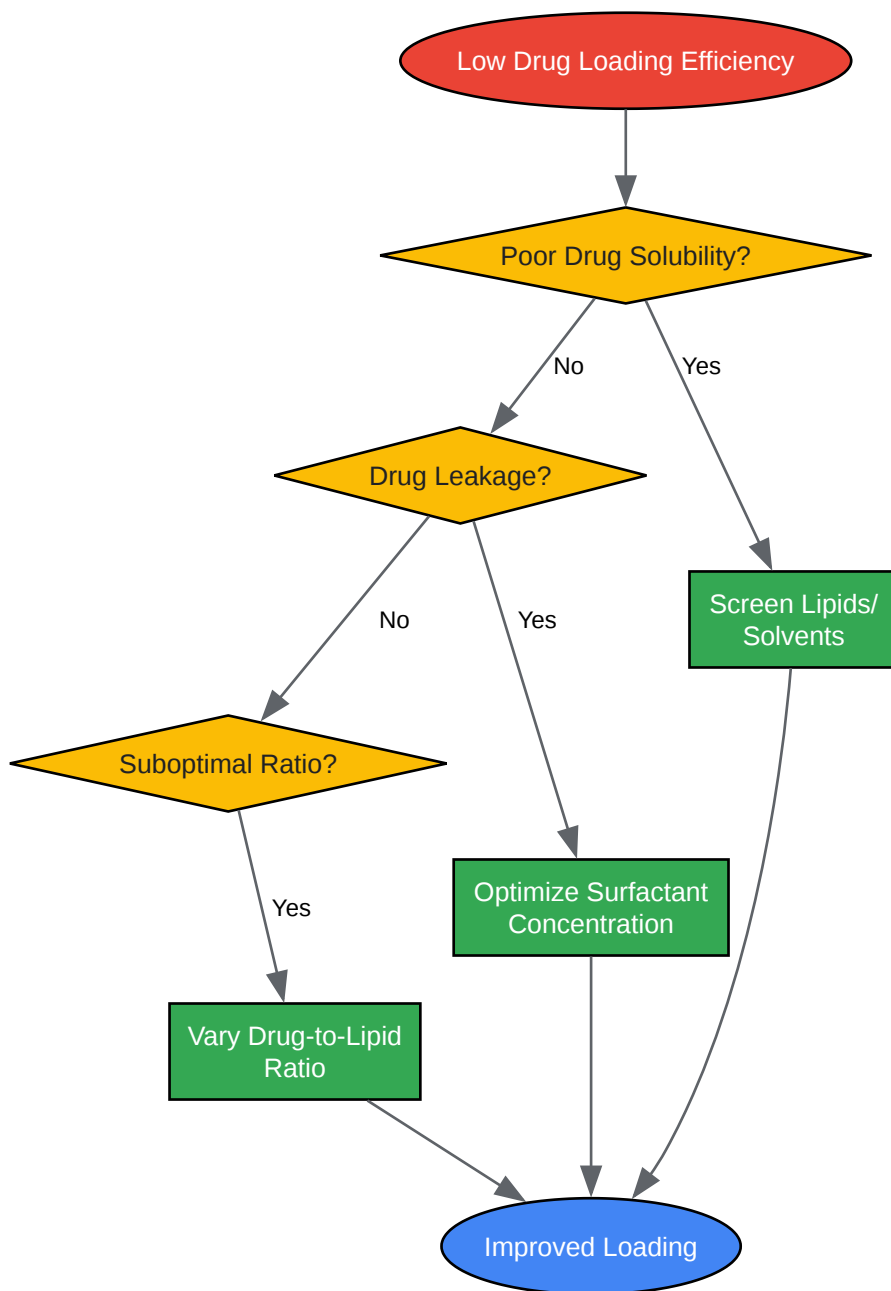 Low Drug Loading Efficiency
Poor Drug Solubility?
No
Yes
Drug Leakage?
Screen Lipids/
Solvents
No
Yes
Suboptimal Ratio?
Optimize Surfactant
Concentration
Yes
Vary Drug-to-Lipid
Ratio
Improved Loading